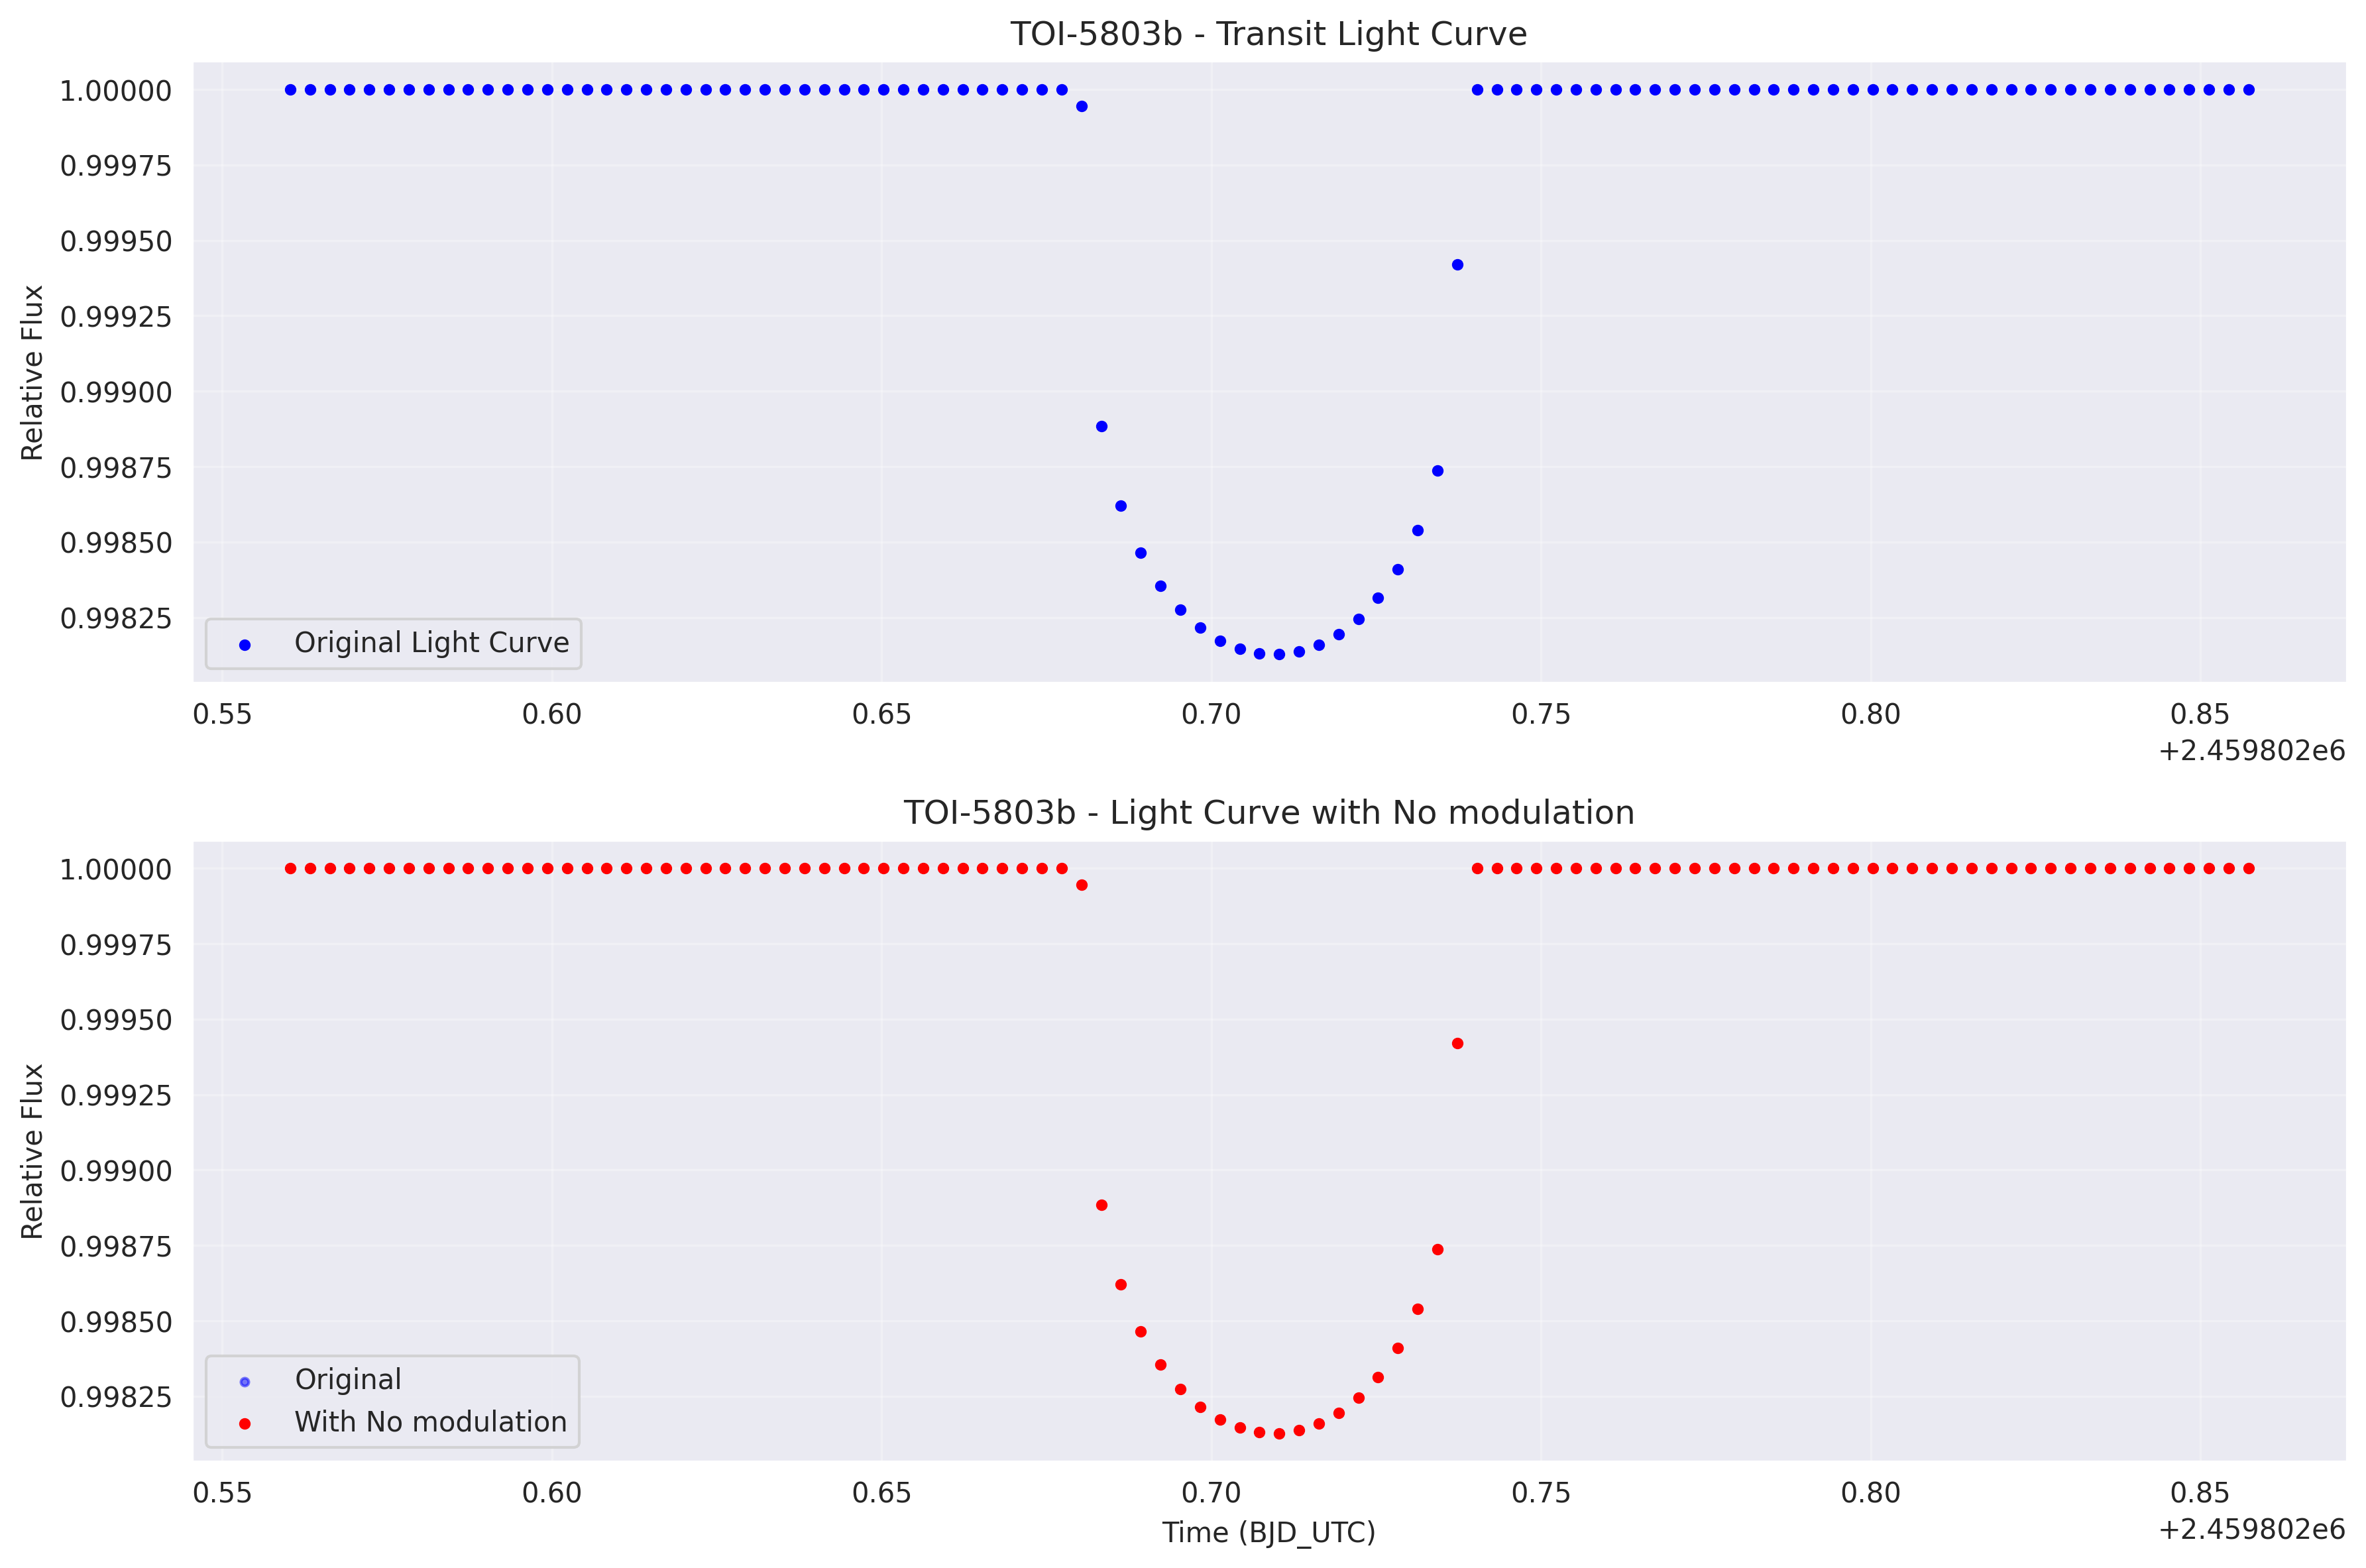 TOI-5803b - Transit Light Curve
1.00000
0.99975
0.99950
0.99925
0.99900
0.99875
0.99850
0.99825
Relative Flux
Original Light Curve
0.55 0.60 0.65 0.70 0.75 0.80 0.85
+2.459802e6
TOI-5803b - Light Curve with No modulation
1.00000
0.99975
0.99950
0.99925
0.99900
0.99875
0.99850
0.99825
Relative Flux
Original
With No modulation
0.55 0.60 0.65 0.70 0.75 0.80 0.85
Time (BJD_UTC)
+2.459802e6